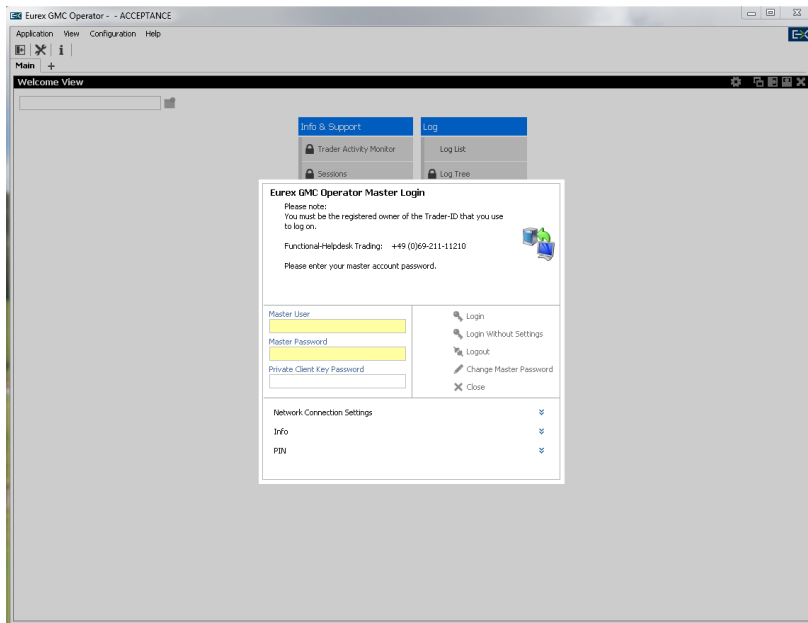 Eurex GMC Operator - - ACCEPTANCE
Application View Configuration Help
Main +
Welcome View
Info & Support
Log
Trader Activity Monitor
Log List
Sessions
Log Tree
Eurex GMC Operator Master Login
Please note:
You must be the registered owner of the Trader-ID that you use
to log on.
Functional-Helpdesk Trading: +49 (0)69-211-11210
Please enter your master account password.
Master User
Master Password
Private Client Key Password
Login
Login Without Settings
Logout
Change Master Password
Close
Network Connection Settings
Info
PIN